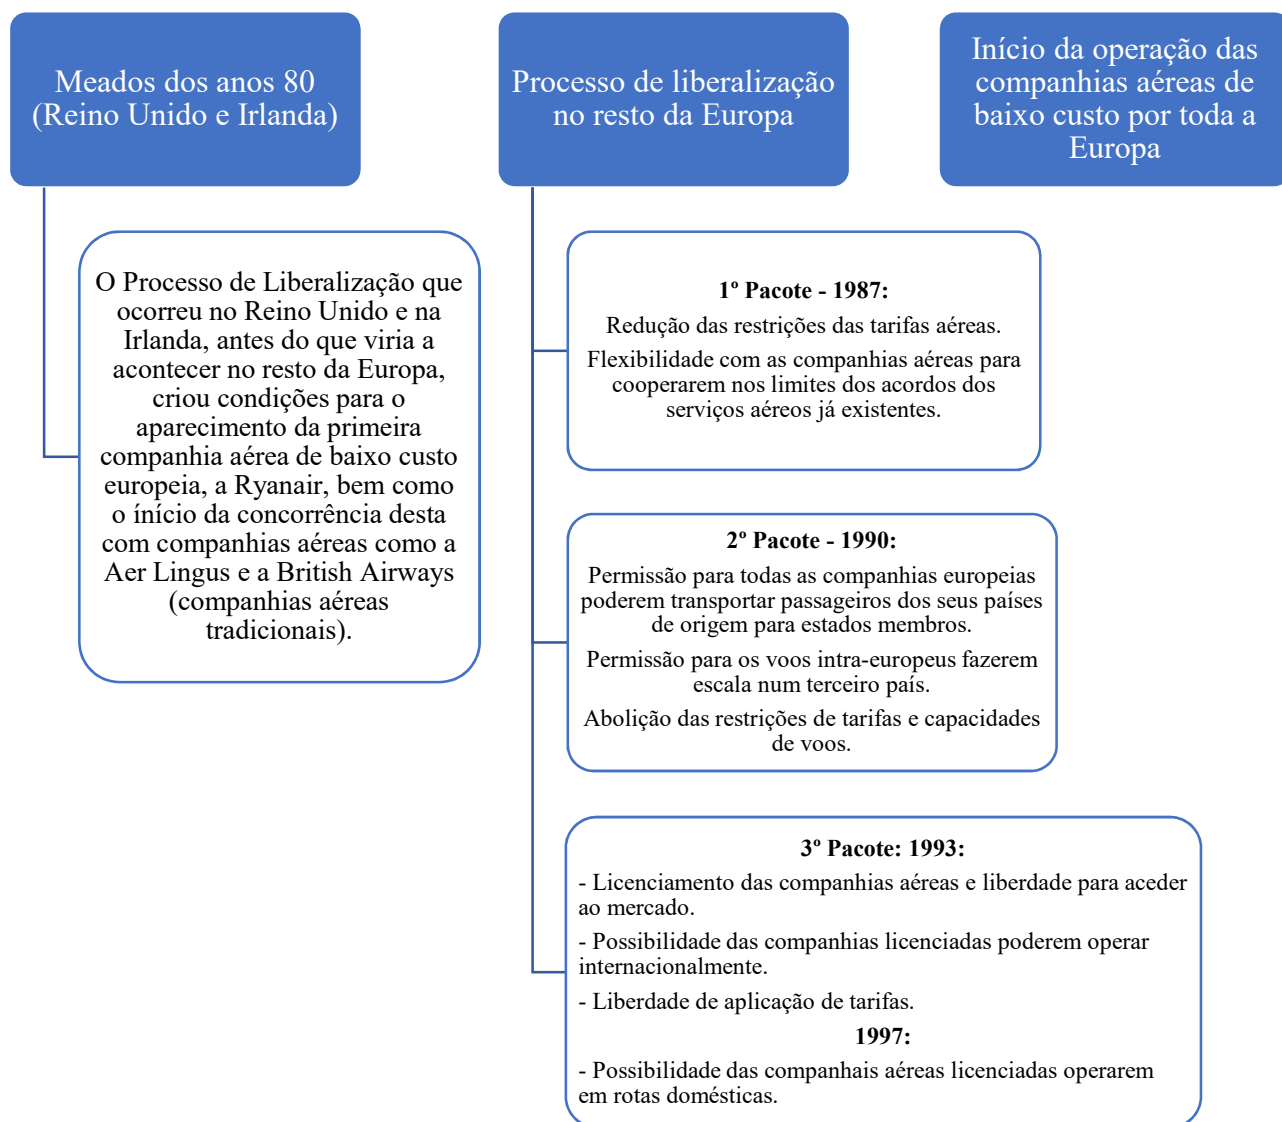 Meados dos anos 80
(Reino Unido e Irlanda)
O Processo de Liberalização que
ocorreu no Reino Unido e na
Irlanda, antes do que viria a
acontecer no resto da Europa,
criou condições para o
aparecimento da primeira
companhia aérea de baixo custo
europeia, a Ryanair, bem como
o ínício da concorrência desta
com companhias aéreas como a
Aer Lingus e a British Airways
(companhias aéreas
tradicionais).
Processo de liberalização
no resto da Europa
1º Pacote - 1987:
Redução das restrições das tarifas aéreas.
Flexibilidade com as companhias aéreas para
cooperarem nos limites dos acordos dos
serviços aéreos já existentes.
2º Pacote - 1990:
Permissão para todas as companhias europeias
poderem transportar passageiros dos seus países
de origem para estados membros.
Permissão para os voos intra-europeus fazerem
escala num terceiro país.
Abolição das restrições de tarifas e capacidades
de voos.
3º Pacote: 1993:
- Licenciamento das companhias aéreas e liberdade para aceder
ao mercado.
- Possibilidade das companhias licenciadas poderem operar
internacionalmente.
- Liberdade de aplicação de tarifas.
1997:
- Possibilidade das companhais aéreas licenciadas operarem
em rotas domésticas.
Início da operação das
companhias aéreas de
baixo custo por toda a
Europa